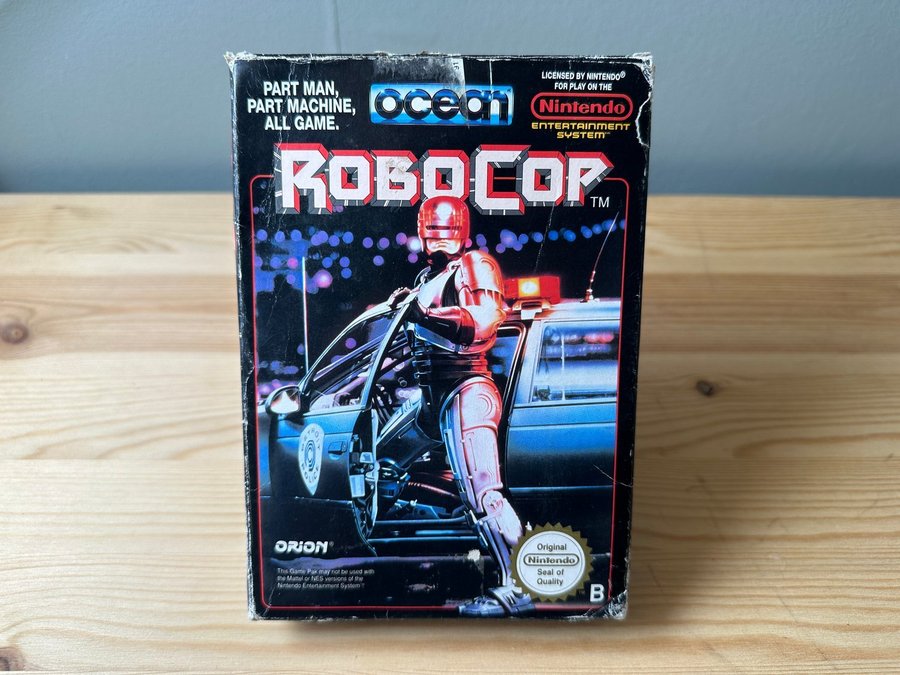 PART MAN,
PART MACHINE,
ALL GAME.
ocean
LICENSED BY NINTENDO®
FOR PLAY ON THE
Nintendo
ENTERTAINMENT
SYSTEM™
ROBOCOP™
ORION®
This Game Pak may not be used with
the Mattel or NES versions of the
Nintendo Entertainment System™
Original
Nintendo
Seal of
Quality
B